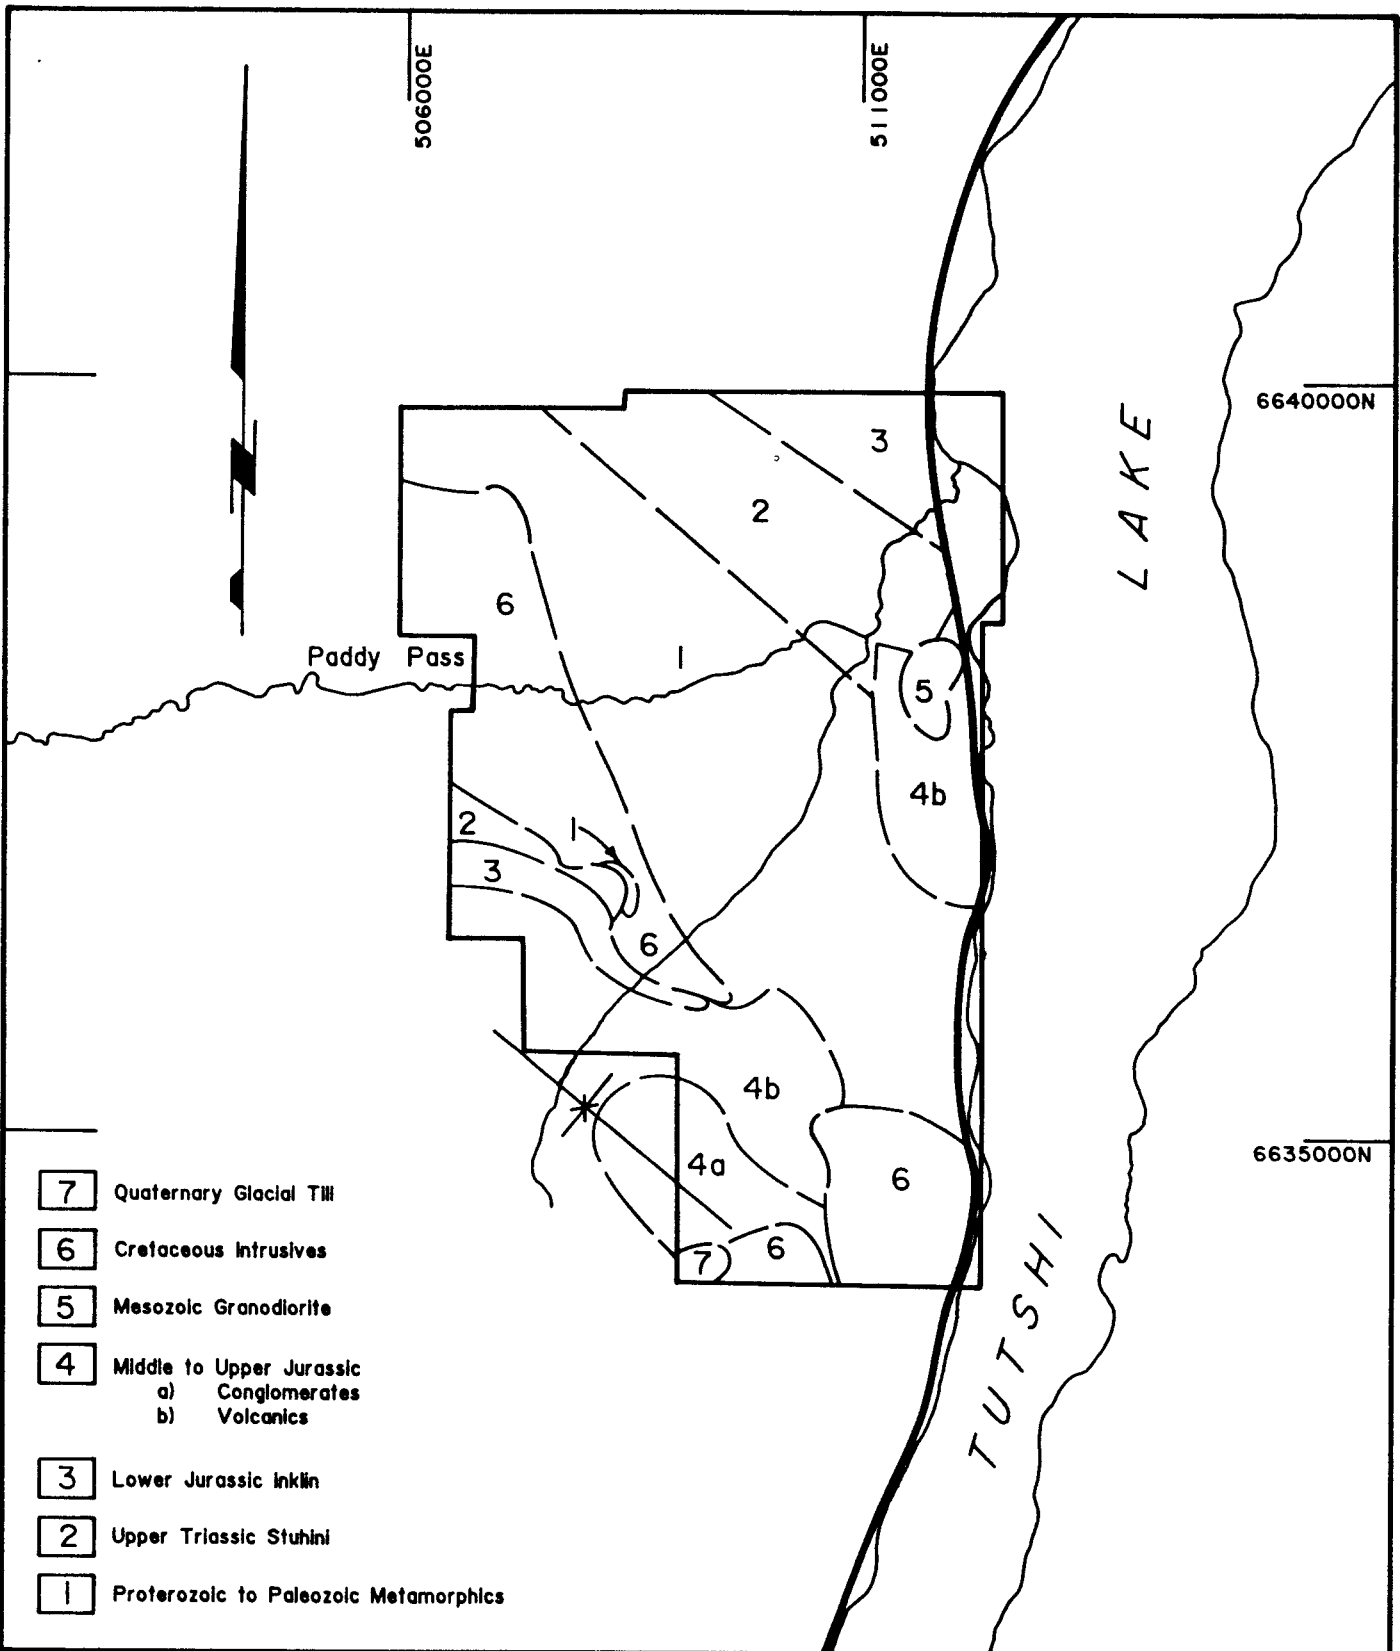 506000E
511000E
6640000N
3
2
6
1
Paddy Pass
5
LAKE
4b
2
1
3
6
4b
4a
6
6635000N
6
7
TUTSHI
7 Quaternary Glacial Till
6 Cretaceous Intrusives
5 Mesozoic Granodiorite
4 Middle to Upper Jurassic
a) Conglomerates
b) Volcanics
3 Lower Jurassic Inklin
2 Upper Triassic Stuhini
1 Proterozoic to Paleozoic Metamorphics